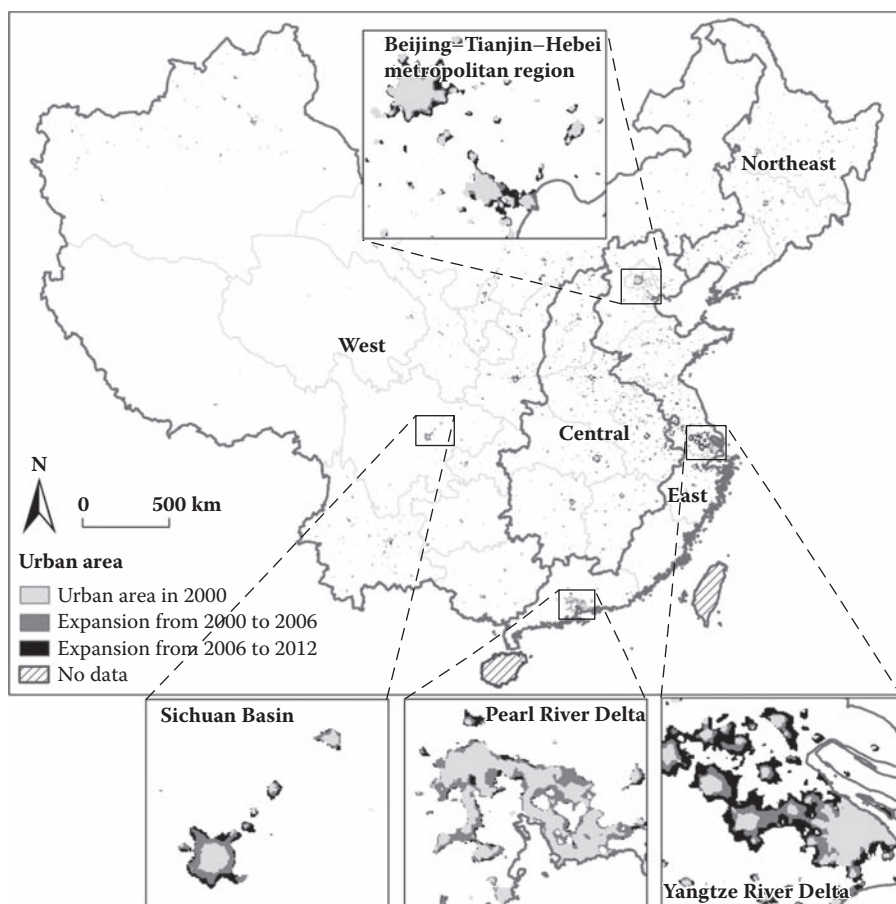 Beijing–Tianjin–Hebei
metropolitan region
Northeast
West
Central
East
N
0 500 km
Urban area
Urban area in 2000
Expansion from 2000 to 2006
Expansion from 2006 to 2012
No data
Sichuan Basin
Pearl River Delta
Yangtze River Delta